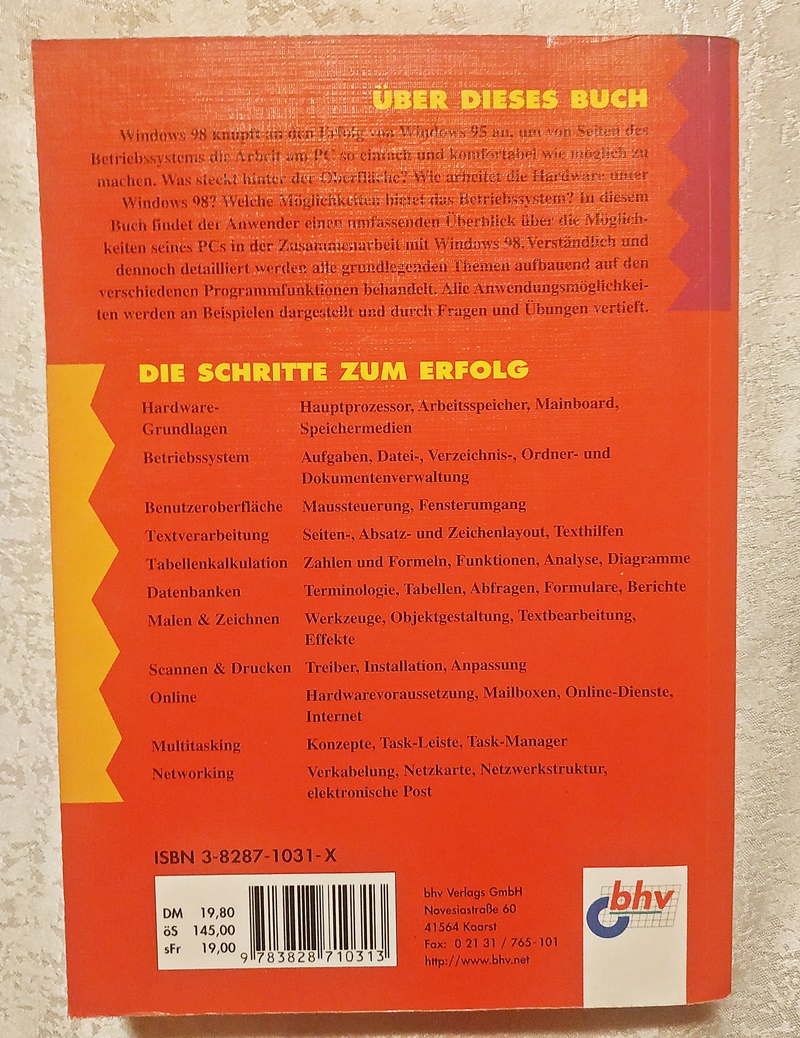 ÜBER DIESES BUCH
Windows 98 knüpft an den Erfolg von Windows 95 an, um von Seiten des
Betriebssystems die Arbeit am PC so einfach und komfortabel wie möglich zu
machen. Was steckt hinter der Oberfläche? Wie arbeitet die Hardware unter
Windows 98? Welche Möglichkeiten bietet das Betriebssystem? In diesem
Buch findet der Anwender einen umfassenden Überblick über die Möglich-
keiten seines PCs in der Zusammenarbeit mit Windows 98. Verständlich und
dennoch detailliert werden alle grundlegenden Themen aufbauend auf den
verschiedenen Programmfunktionen behandelt. Alle Anwendungsmöglichkei-
ten werden an Beispielen dargestellt und durch Fragen und Übungen vertieft.
DIE SCHRITTE ZUM ERFOLG
Hardware- Hauptprozessor, Arbeitsspeicher, Mainboard,
Grundlagen Speichermedien
Betriebssystem Aufgaben, Datei-, Verzeichnis-, Ordner- und
Dokumentenverwaltung
Benutzeroberfläche Maussteuerung, Fensterumgang
Textverarbeitung Seiten-, Absatz- und Zeichenlayout, Texthilfen
Tabellenkalkulation Zahlen und Formeln, Funktionen, Analyse, Diagramme
Datenbanken Terminologie, Tabellen, Abfragen, Formulare, Berichte
Malen & Zeichnen Werkzeuge, Objektgestaltung, Textbearbeitung,
Effekte
Scannen & Drucken Treiber, Installation, Anpassung
Online Hardwarevoraussetzung, Mailboxen, Online-Dienste,
Internet
Multitasking Konzepte, Task-Leiste, Task-Manager
Networking Verkabelung, Netzkarte, Netzwerkstruktur,
elektronische Post
ISBN 3-8287-1031-X
DM 19,80
öS 145,00
sFr 19,00
9 783828 710313
bhv Verlags GmbH
Novesiastraße 60
41564 Kaarst
Fax: 0 21 31 / 765-101
http://www.bhv.net
bhv